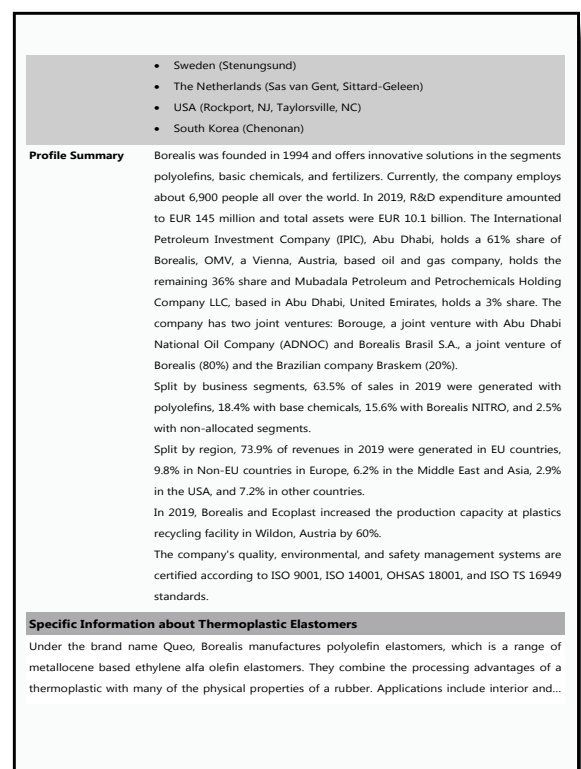 • Sweden (Stenungsund)
• The Netherlands (Sas van Gent, Sittard-Geleen)
• USA (Rockport, NJ, Taylorsville, NC)
• South Korea (Chenonan)
Profile Summary Borealis was founded in 1994 and offers innovative solutions in the segments
polyolefins, basic chemicals, and fertilizers. Currently, the company employs
about 6,900 people all over the world. In 2019, R&D expenditure amounted
to EUR 145 million and total assets were EUR 10.1 billion. The International
Petroleum Investment Company (IPIC), Abu Dhabi, holds a 61% share of
Borealis, OMV, a Vienna, Austria, based oil and gas company, holds the
remaining 36% share and Mubadala Petroleum and Petrochemicals Holding
Company LLC, based in Abu Dhabi, United Emirates, holds a 3% share. The
company has two joint ventures: Borouge, a joint venture with Abu Dhabi
National Oil Company (ADNOC) and Borealis Brasil S.A., a joint venture of
Borealis (80%) and the Brazilian company Braskem (20%).
Split by business segments, 63.5% of sales in 2019 were generated with
polyolefins, 18.4% with base chemicals, 15.6% with Borealis NITRO, and 2.5%
with non-allocated segments.
Split by region, 73.9% of revenues in 2019 were generated in EU countries,
9.8% in Non-EU countries in Europe, 6.2% in the Middle East and Asia, 2.9%
in the USA, and 7.2% in other countries.
In 2019, Borealis and Ecoplast increased the production capacity at plastics
recycling facility in Wildon, Austria by 60%.
The company's quality, environmental, and safety management systems are
certified according to ISO 9001, ISO 14001, OHSAS 18001, and ISO TS 16949
standards.
Specific Information about Thermoplastic Elastomers
Under the brand name Queo, Borealis manufactures polyolefin elastomers, which is a range of
metallocene based ethylene alfa olefin elastomers. They combine the processing advantages of a
thermoplastic with many of the physical properties of a rubber. Applications include interior and...